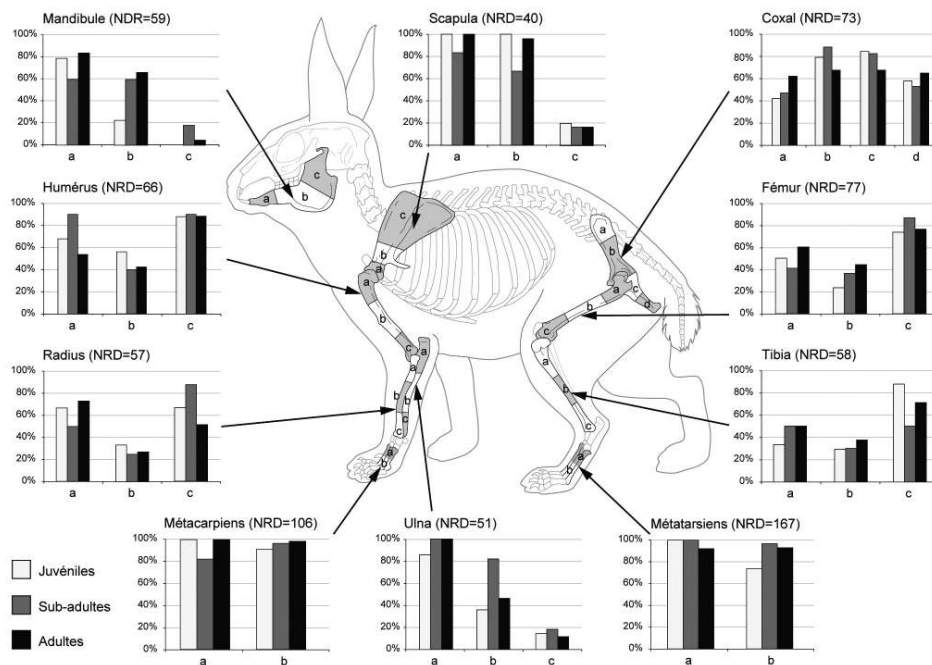 Mandibule (NDR=59)
100%
80%
60%
40%
20%
0%
a b c
Scapula (NRD=40)
100%
80%
60%
40%
20%
0%
a b c
Coxal (NRD=73)
100%
80%
60%
40%
20%
0%
a b c d
Humérus (NRD=66)
100%
80%
60%
40%
20%
0%
a b c
Fémur (NRD=77)
100%
80%
60%
40%
20%
0%
a b c
Radius (NRD=57)
100%
80%
60%
40%
20%
0%
a b c
Tibia (NRD=58)
100%
80%
60%
40%
20%
0%
a b c
a b c
c
b
a
a
b
c
a
b
c
d
a
b
c
a
b
c
a
b
c
a
b
c
a
b
c
a
b
a
b
Métacarpiens (NRD=106)
100%
80%
60%
40%
20%
0%
a b
Ulna (NRD=51)
100%
80%
60%
40%
20%
0%
a b c
Métatarsiens (NRD=167)
100%
80%
60%
40%
20%
0%
a b
Juvéniles
Sub-adultes
Adultes